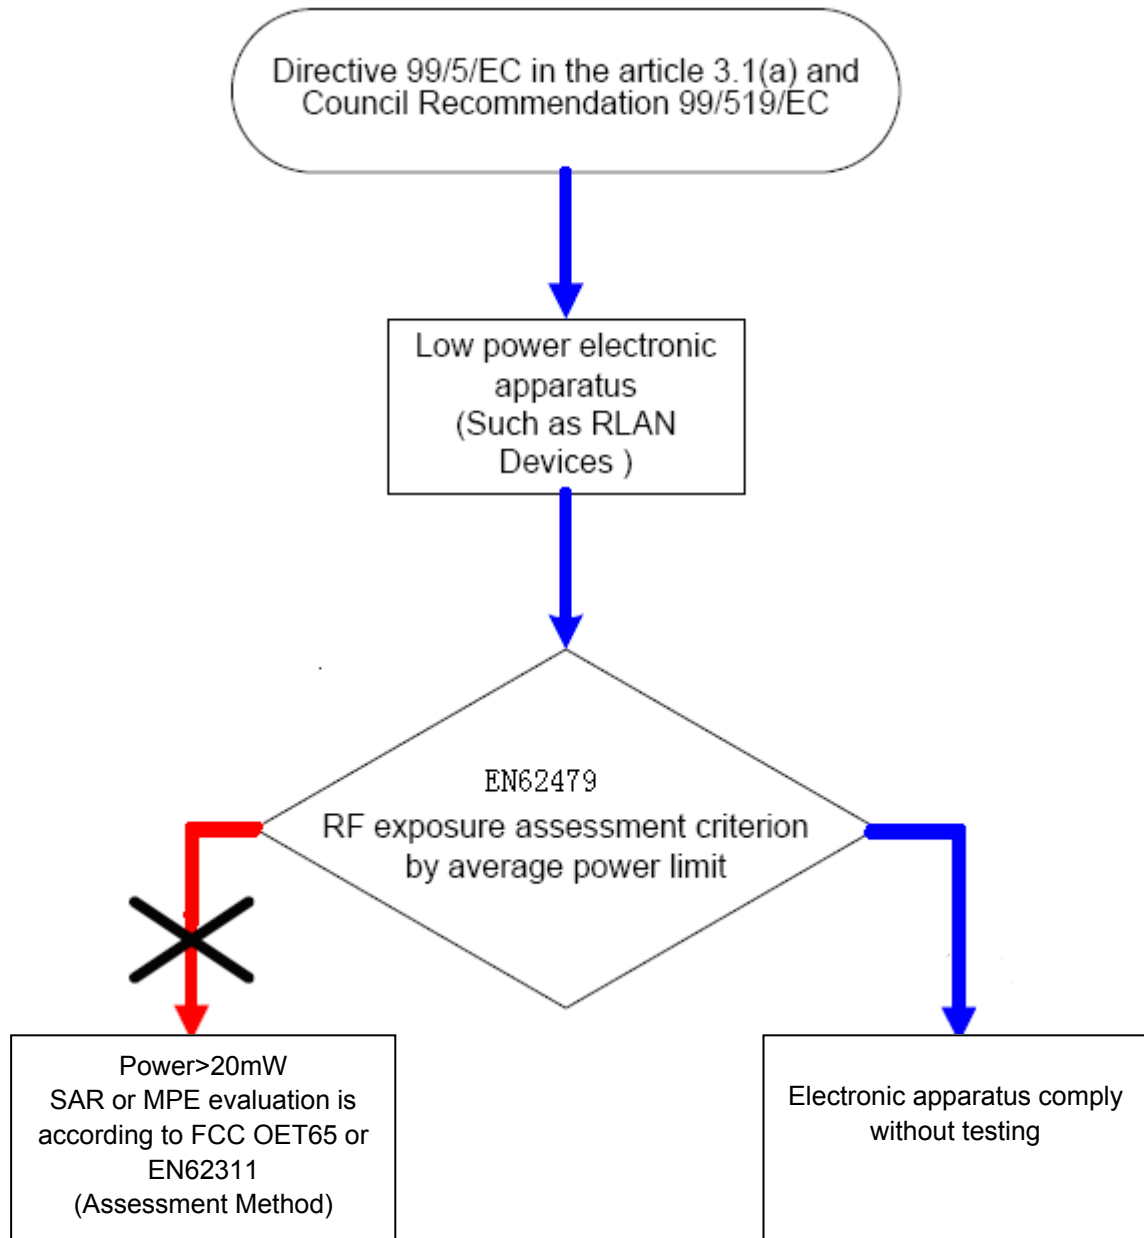 Directive 99/5/EC in the article 3.1(a) and
Council Recommendation 99/519/EC
Low power electronic
apparatus
(Such as RLAN
Devices )
EN62479
RF exposure assessment criterion
by average power limit
Power>20mW
SAR or MPE evaluation is
according to FCC OET65 or
EN62311
(Assessment Method)
Electronic apparatus comply
without testing